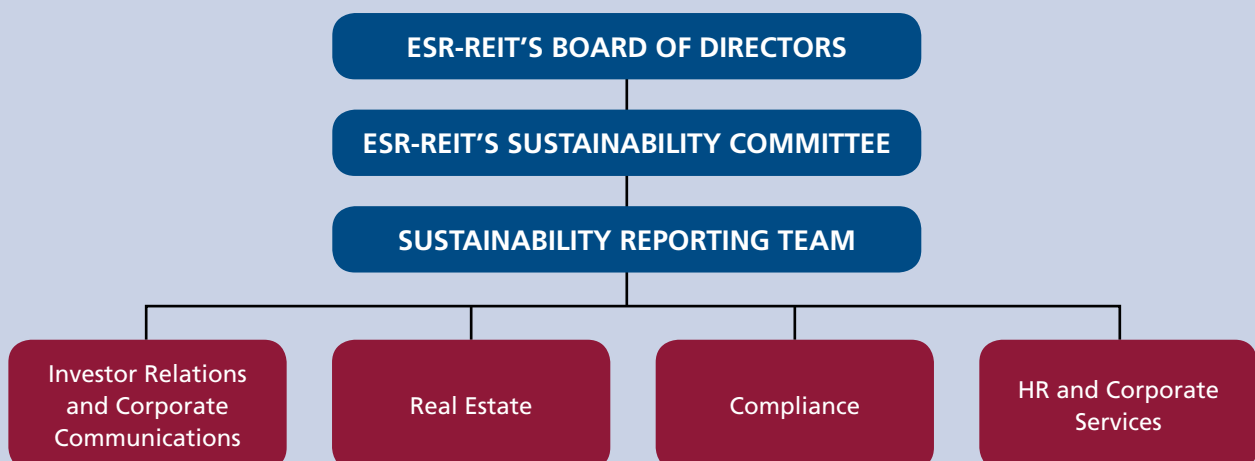 ESR-REIT’S BOARD OF DIRECTORS
ESR-REIT’S SUSTAINABILITY COMMITTEE
SUSTAINABILITY REPORTING TEAM
Investor Relations
and Corporate
Communications
Real Estate
Compliance
HR and Corporate
Services